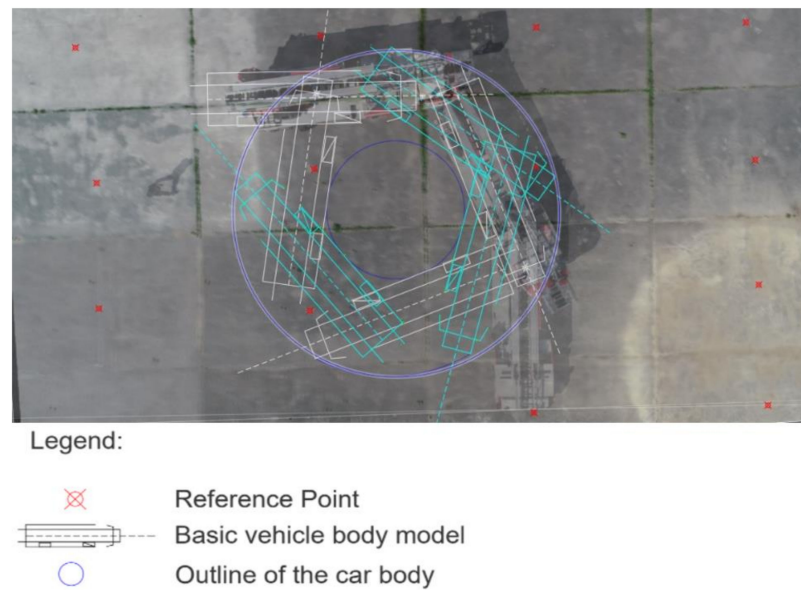 Legend:
Reference Point
Basic vehicle body model
Outline of the car body